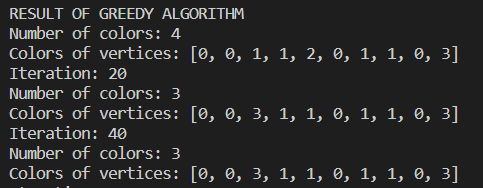 RESULT OF GREEDY ALGORITHM
Number of colors: 4
Colors of vertices: [0, 0, 1, 1, 2, 0, 1, 1, 0, 3]
Iteration: 20
Number of colors: 3
Colors of vertices: [0, 0, 3, 1, 1, 0, 1, 1, 0, 3]
Iteration: 40
Number of colors: 3
Colors of vertices: [0, 0, 3, 1, 1, 0, 1, 1, 0, 3]